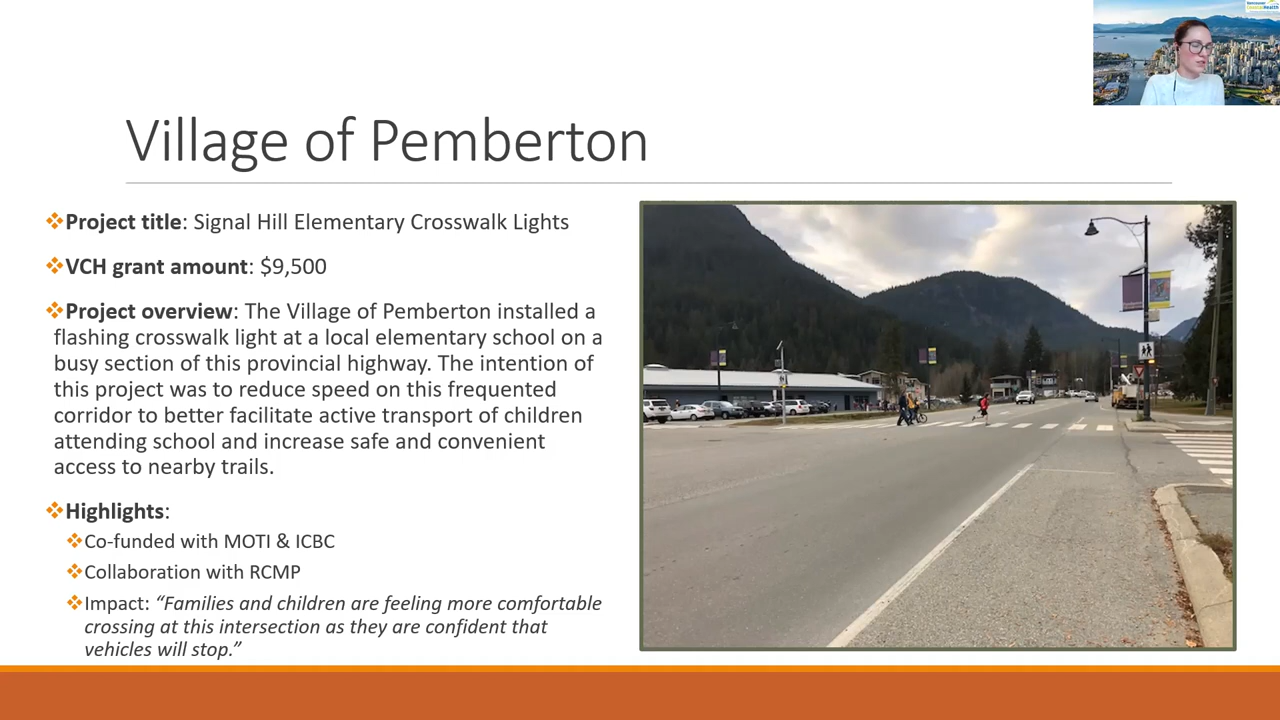 Vancouver
CoastalHealth
Village of Pemberton
Project title: Signal Hill Elementary Crosswalk Lights
VCH grant amount: $9,500
Project overview: The Village of Pemberton installed a
flashing crosswalk light at a local elementary school on a
busy section of this provincial highway. The intention of
this project was to reduce speed on this frequented
corridor to better facilitate active transport of children
attending school and increase safe and convenient
access to nearby trails.
Highlights:
Co-funded with MOTI & ICBC
Collaboration with RCMP
Impact: “Families and children are feeling more comfortable
crossing at this intersection as they are confident that
vehicles will stop.”